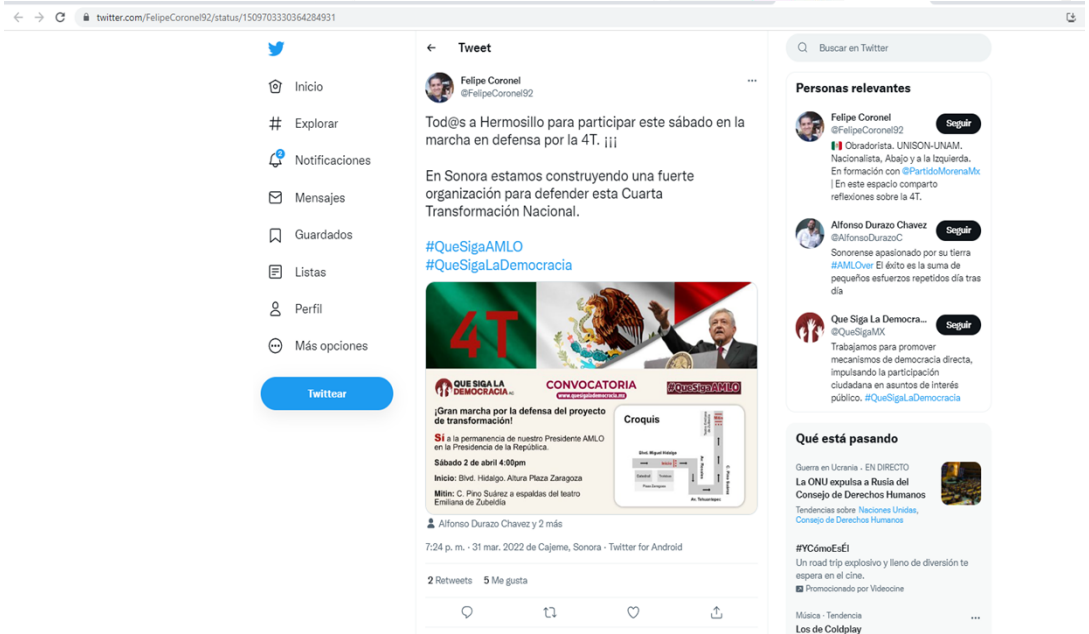 twitter.com/FelipeCoronel92/status/1509703330364284931
Inicio
Explorar
2
Notificaciones
Mensajes
Guardados
Listas
Perfil
Más opciones
Twittear
Tweet
Felipe Coronel
@FelipeCoronel92
Tod@s a Hermosillo para participar este sábado en la
marcha en defensa por la 4T. ¡¡¡
En Sonora estamos construyendo una fuerte
organización para defender esta Cuarta
Transformación Nacional.
#QueSigaAMLO
#QueSigaLaDemocracia
4T
QUE SIGA LA
DEMOCRACIA AC
CONVOCATORIA
www.quesigalademocracia.mx
#QueSigaAMLO
¡Gran marcha por la defensa del proyecto
de transformación!
Sí a la permanencia de nuestro Presidente AMLO
en la Presidencia de la República.
Sábado 2 de abril 4:00pm
Inicio: Blvd. Hidalgo. Altura Plaza Zaragoza
Mitin: C. Pino Suárez a espaldas del teatro
Emiliana de Zubeldía
Croquis
Blvd. Miguel Hidalgo
Inicio
Catedral
Plaza Zaragoza
Av. Rosales
C. Pino Suárez
Alfonso Durazo Chavez y 2 más
7:24 p. m. · 31 mar. 2022 de Cajeme, Sonora · Twitter for Android
2 Retweets 5 Me gusta
Buscar en Twitter
Personas relevantes
Felipe Coronel
@FelipeCoronel92
Seguir
Obradorista. UNISON-UNAM.
Nacionalista, Abajo y a la Izquierda.
En formación con @PartidoMorenaMx
| En este espacio comparto
reflexiones sobre la 4T.
Alfonso Durazo Chavez
@AlfonsoDurazoC
Seguir
Sonorense apasionado por su tierra
#AMLOver El éxito es la suma de
pequeños esfuerzos repetidos día tras
día
Que Siga La Democra...
@QueSigaMX
Seguir
Trabajamos para promover
mecanismos de democracia directa,
impulsando la participación
ciudadana en asuntos de interés
público. #QueSigaLaDemocracia
Qué está pasando
Guerra en Ucrania · EN DIRECTO
La ONU expulsa a Rusia del
Consejo de Derechos Humanos
Tendencias sobre Naciones Unidas,
Consejo de Derechos Humanos
#YCómoEsÉl
Un road trip explosivo y lleno de diversión te
espera en el cine.
Promocionado por Videocine
Música · Tendencia
Los de Coldplay